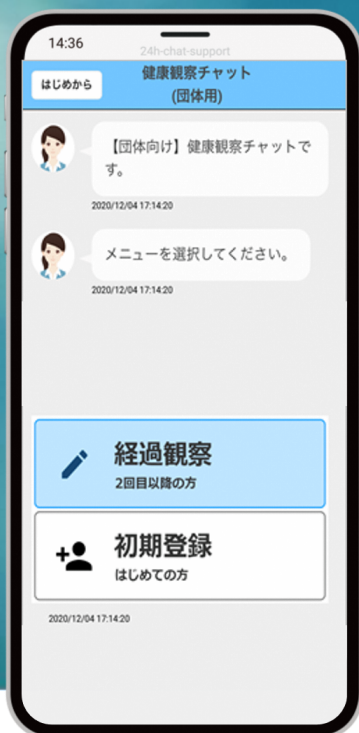 14:36
24h-chat-support
はじめから
健康観察チャット
(団体用)
【団体向け】健康観察チャットで
す。
2020/12/04 17:14:20
メニューを選択してください。
2020/12/04 17:14:20
経過観察
2回目以降の方
初期登録
はじめての方
2020/12/04 17:14:20